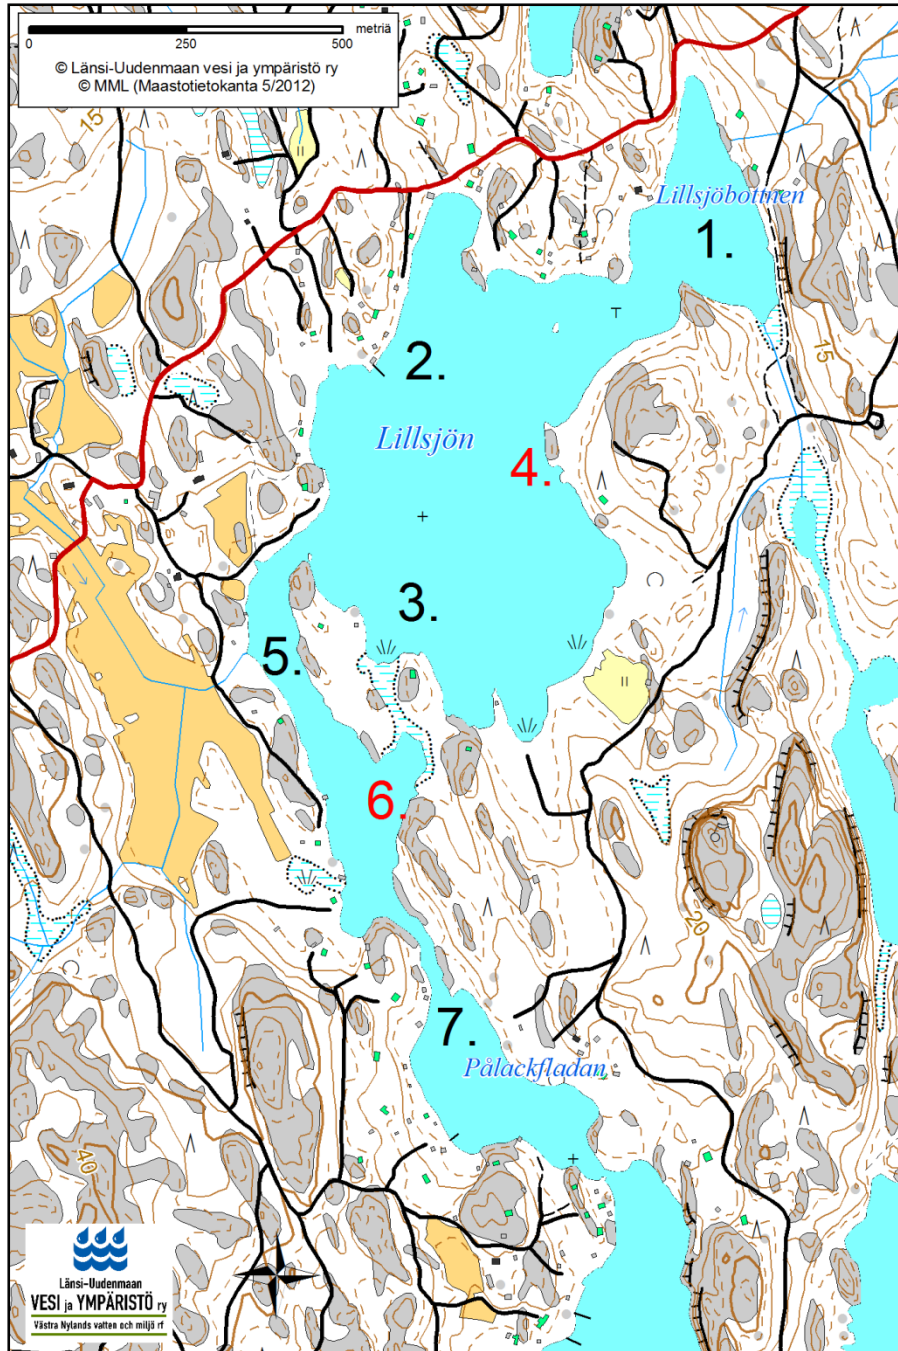 0 250 500 metriä
© Länsi-Uudenmaan vesi ja ympäristö ry
© MML (Maastotietokanta 5/2012)
15
Lillsjöbottnen
1.
15
2.
Lillsjön
4.
3.
5.
6.
20
7.
Pålackfladan
40
Länsi-Uudenmaan
VESI ja YMPÄRISTÖ ry
Västra Nylands vatten och miljö rf